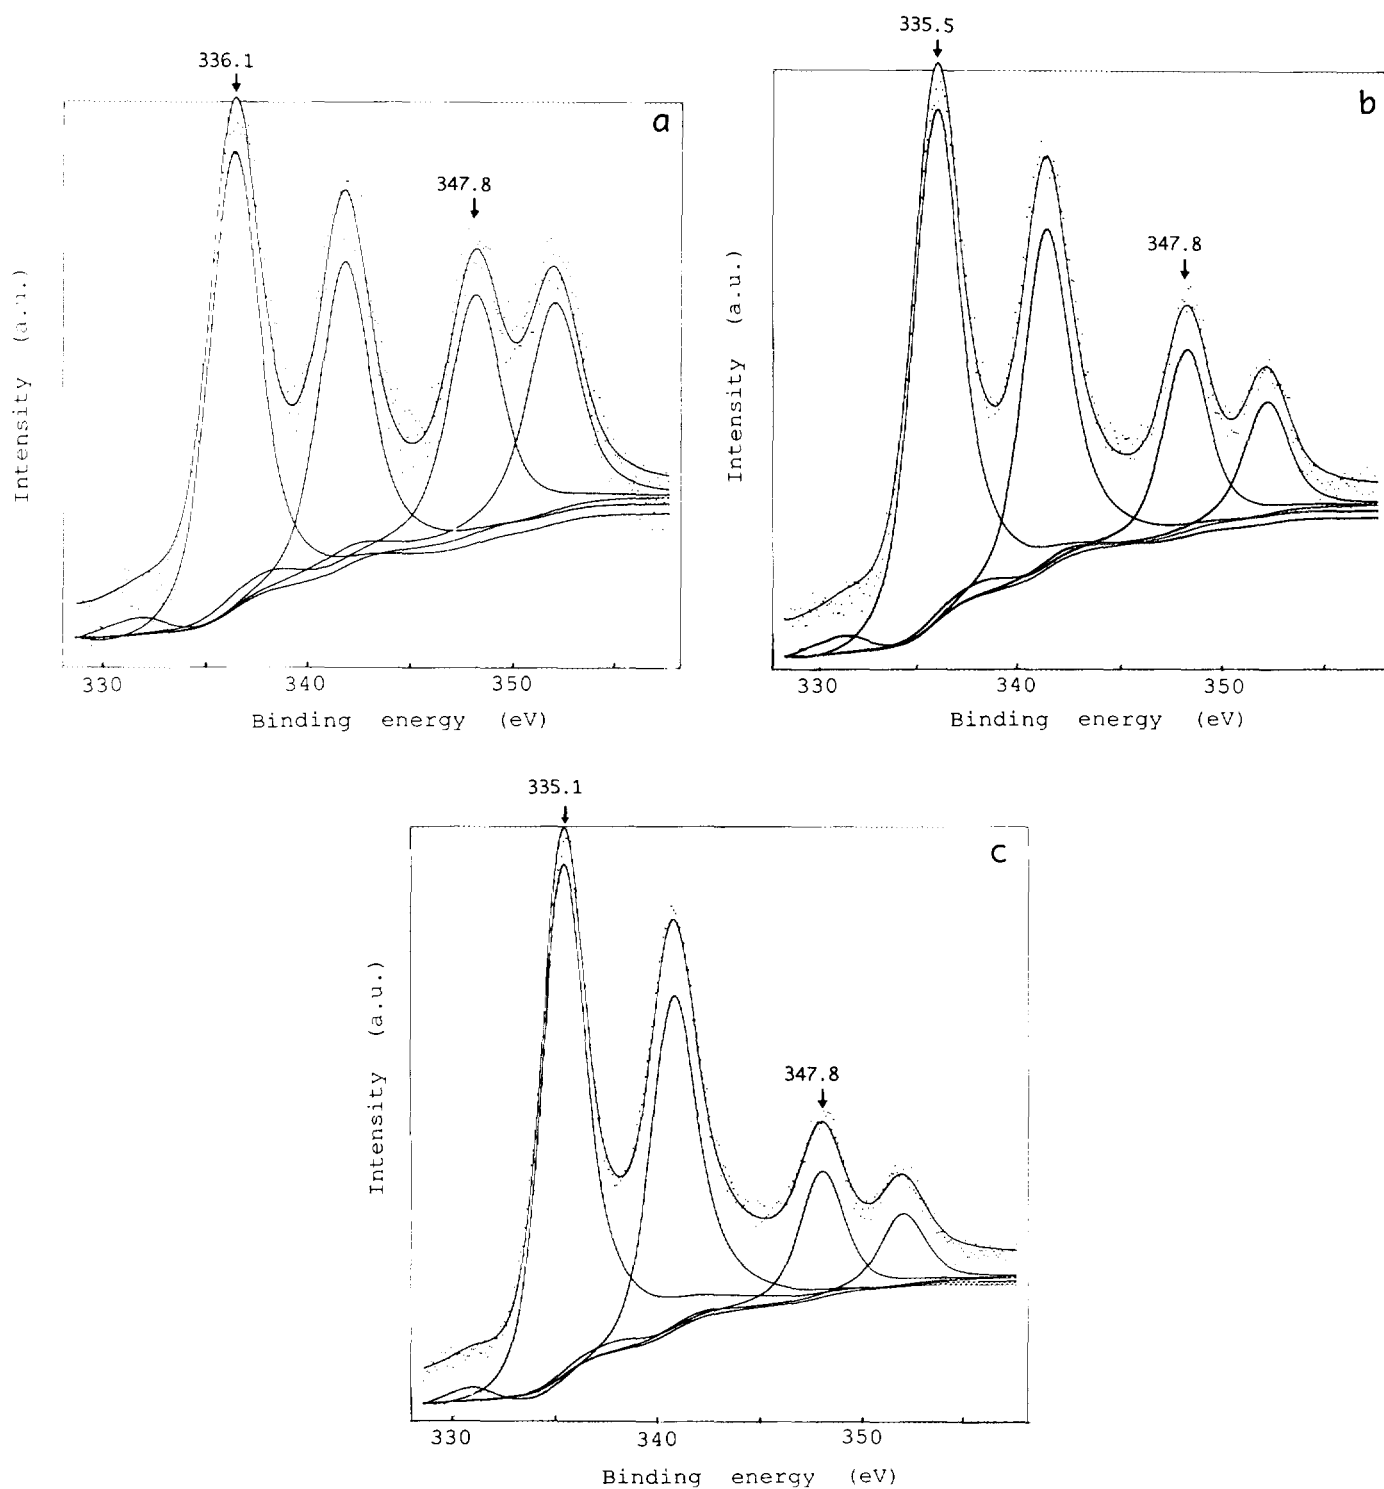 336.1
a
347.8
Intensity (a.u.)
330 340 350
Binding energy (eV)
335.5
b
347.8
Intensity (a.u.)
330 340 350
Binding energy (eV)
335.1
c
347.8
Intensity (a.u.)
330 340 350
Binding energy (eV)